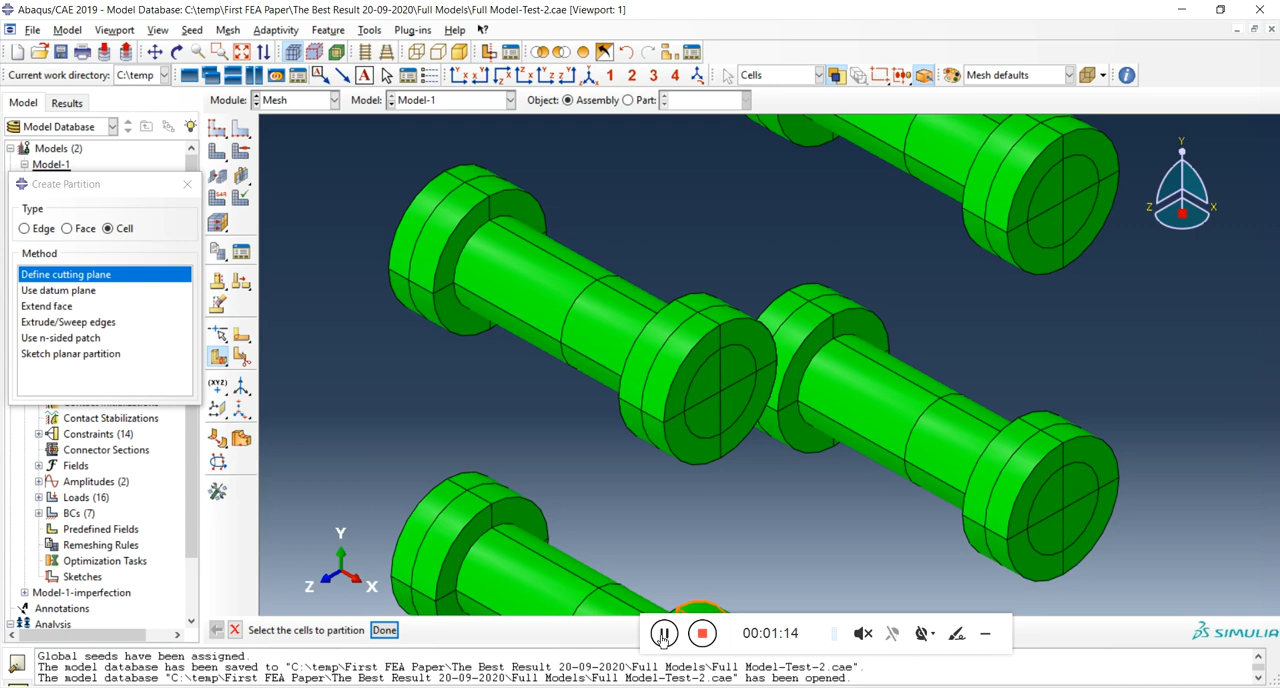 Abaqus/CAE 2019 - Model Database: C:\temp\First FEA Paper\The Best Result 20-09-2020\Full Models\Full Model-Test-2.cae [Viewport: 1]
File Model Viewport View Seed Mesh Adaptivity Feature Tools Plug-ins Help
Current work directory: C:\temp 1 2 3 4 Cells Mesh defaults
Model Results Module: Mesh Model: Model-1 Object: Assembly Part:
Model Database
Models (2)
Model-1
Create Partition
Type
Edge Face Cell
Method
Define cutting plane
Use datum plane
Extend face
Extrude/Sweep edges
Use n-sided patch
Sketch planar partition
Contact Stabilizations
Constraints (14)
Connector Sections
Fields
Amplitudes (2)
Loads (16)
BCs (7)
Predefined Fields
Remeshing Rules
Optimization Tasks
Sketches
Model-1-imperfection
Annotations
Analysis
(XYZ)
Y
Z X
Y
Z X
Select the cells to partition Done
00:01:14
SIMULIA
Global seeds have been assigned.
The model database has been saved to "C:\temp\First FEA Paper\The Best Result 20-09-2020\Full Models\Full Model-Test-2.cae".
The model database "C:\temp\First FEA Paper\The Best Result 20-09-2020\Full Models\Full Model-Test-2.cae" has been opened.